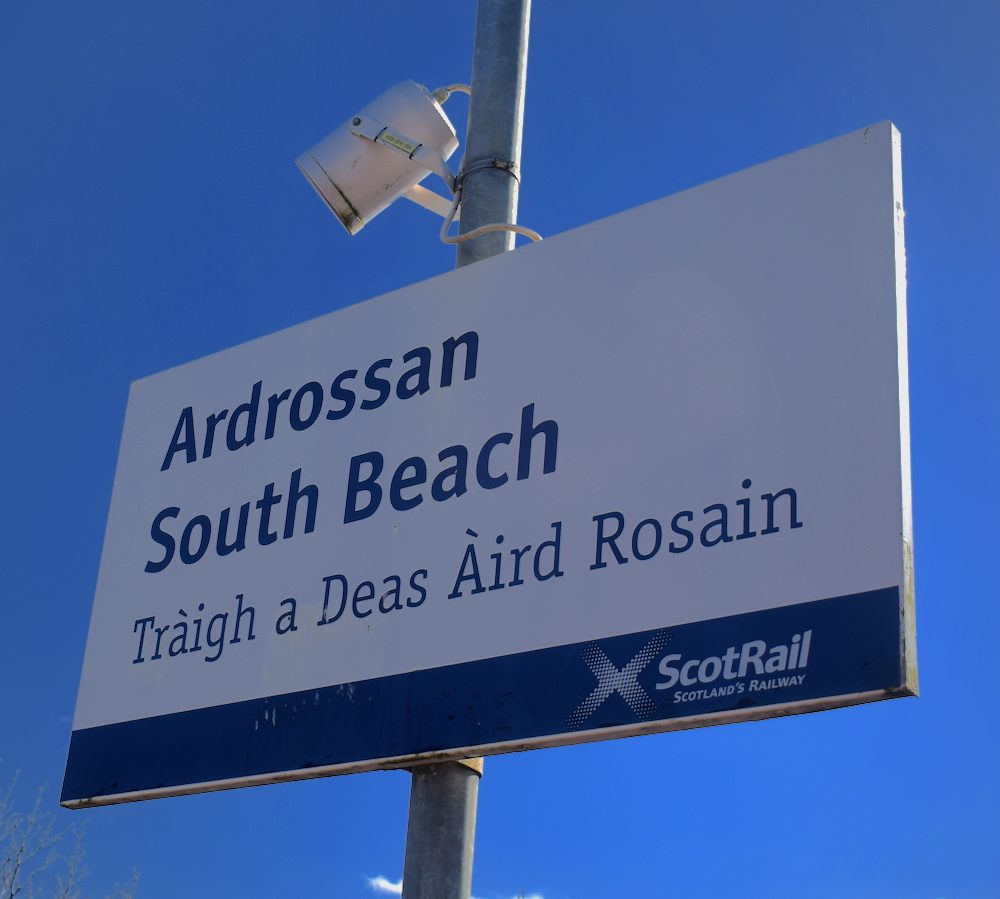 Ardrossan
South Beach
Tràigh a Deas Àird Rosain
ScotRail
Scotland's Railway